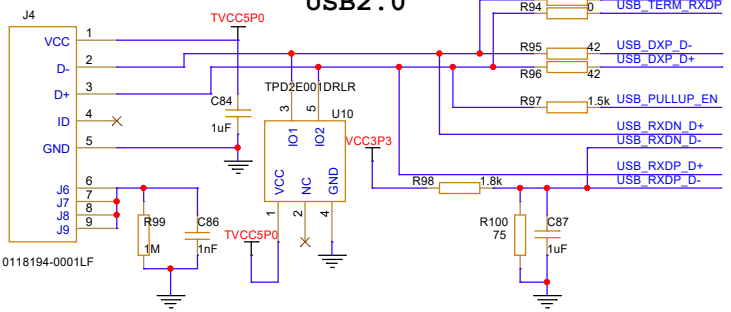 USB2.0
J4
TVCC5P0
R94
0
USB_TERM_RXDP
VCC
1
D-
2
D+
3
ID
4
GND
5
J6
6
J7
7
J8
8
J9
9
0118194-0001LF
C84
1uF
TPD2E001DRLR
U10
3
5
IO1
IO2
VCC
NC
GND
1
2
4
TVCC5P0
R99
1M
C86
1nF
R95
42
USB_DXP_D-
R96
42
USB_DXP_D+
R97
1.5k
USB_PULLUP_EN
USB_RXDN_D+
USB_RXDN_D-
USB_RXDP_D+
USB_RXDP_D-
VCC3P3
R98
1.8k
R100
75
C87
1uF